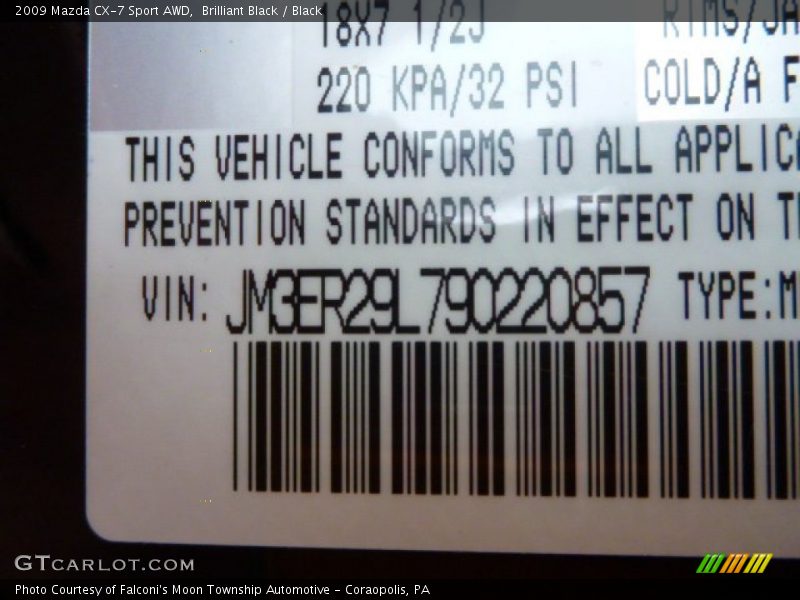 2009 Mazda CX-7 Sport AWD, Brilliant Black / Black
18X7 1/2J
220 KPA/32 PSI COLD/A F
THIS VEHICLE CONFORMS TO ALL APPLICA
PREVENTION STANDARDS IN EFFECT ON TH
VIN: JM3ER29L790220857 TYPE:M
GTCARLOT.COM
Photo Courtesy of Falconi's Moon Township Automotive - Coraopolis, PA